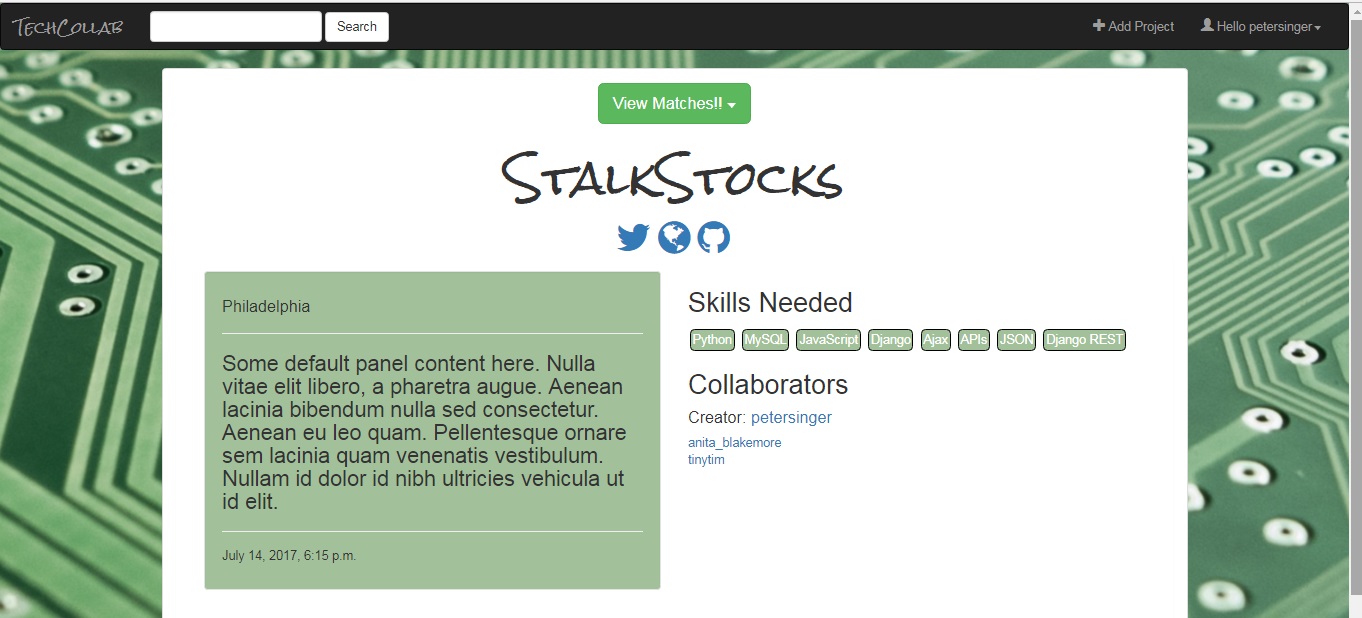 TechCollab Search Add Project Hello petersinger
View Matches!!
StalkStocks
Philadelphia
Some default panel content here. Nulla
vitae elit libero, a pharetra augue. Aenean
lacinia bibendum nulla sed consectetur.
Aenean eu leo quam. Pellentesque ornare
sem lacinia quam venenatis vestibulum.
Nullam id dolor id nibh ultricies vehicula ut
id elit.
July 14, 2017, 6:15 p.m.
Skills Needed
Python MySQL JavaScript Django Ajax APIs JSON Django REST
Collaborators
Creator: petersinger
anita_blakemore
tinytim